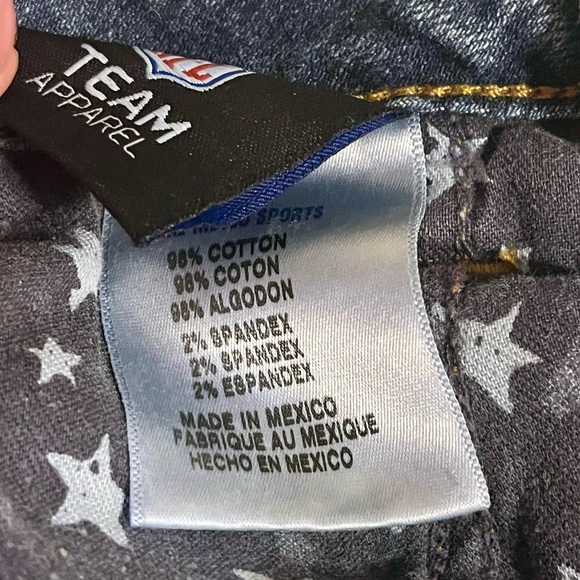 TEAM
APPAREL
SPORTS
98% COTTON
98% COTON
98% ALGODON
2% SPANDEX
2% SPANDEX
2% ESPANDEX
MADE IN MEXICO
FABRIQUE AU MEXIQUE
HECHO EN MEXICO